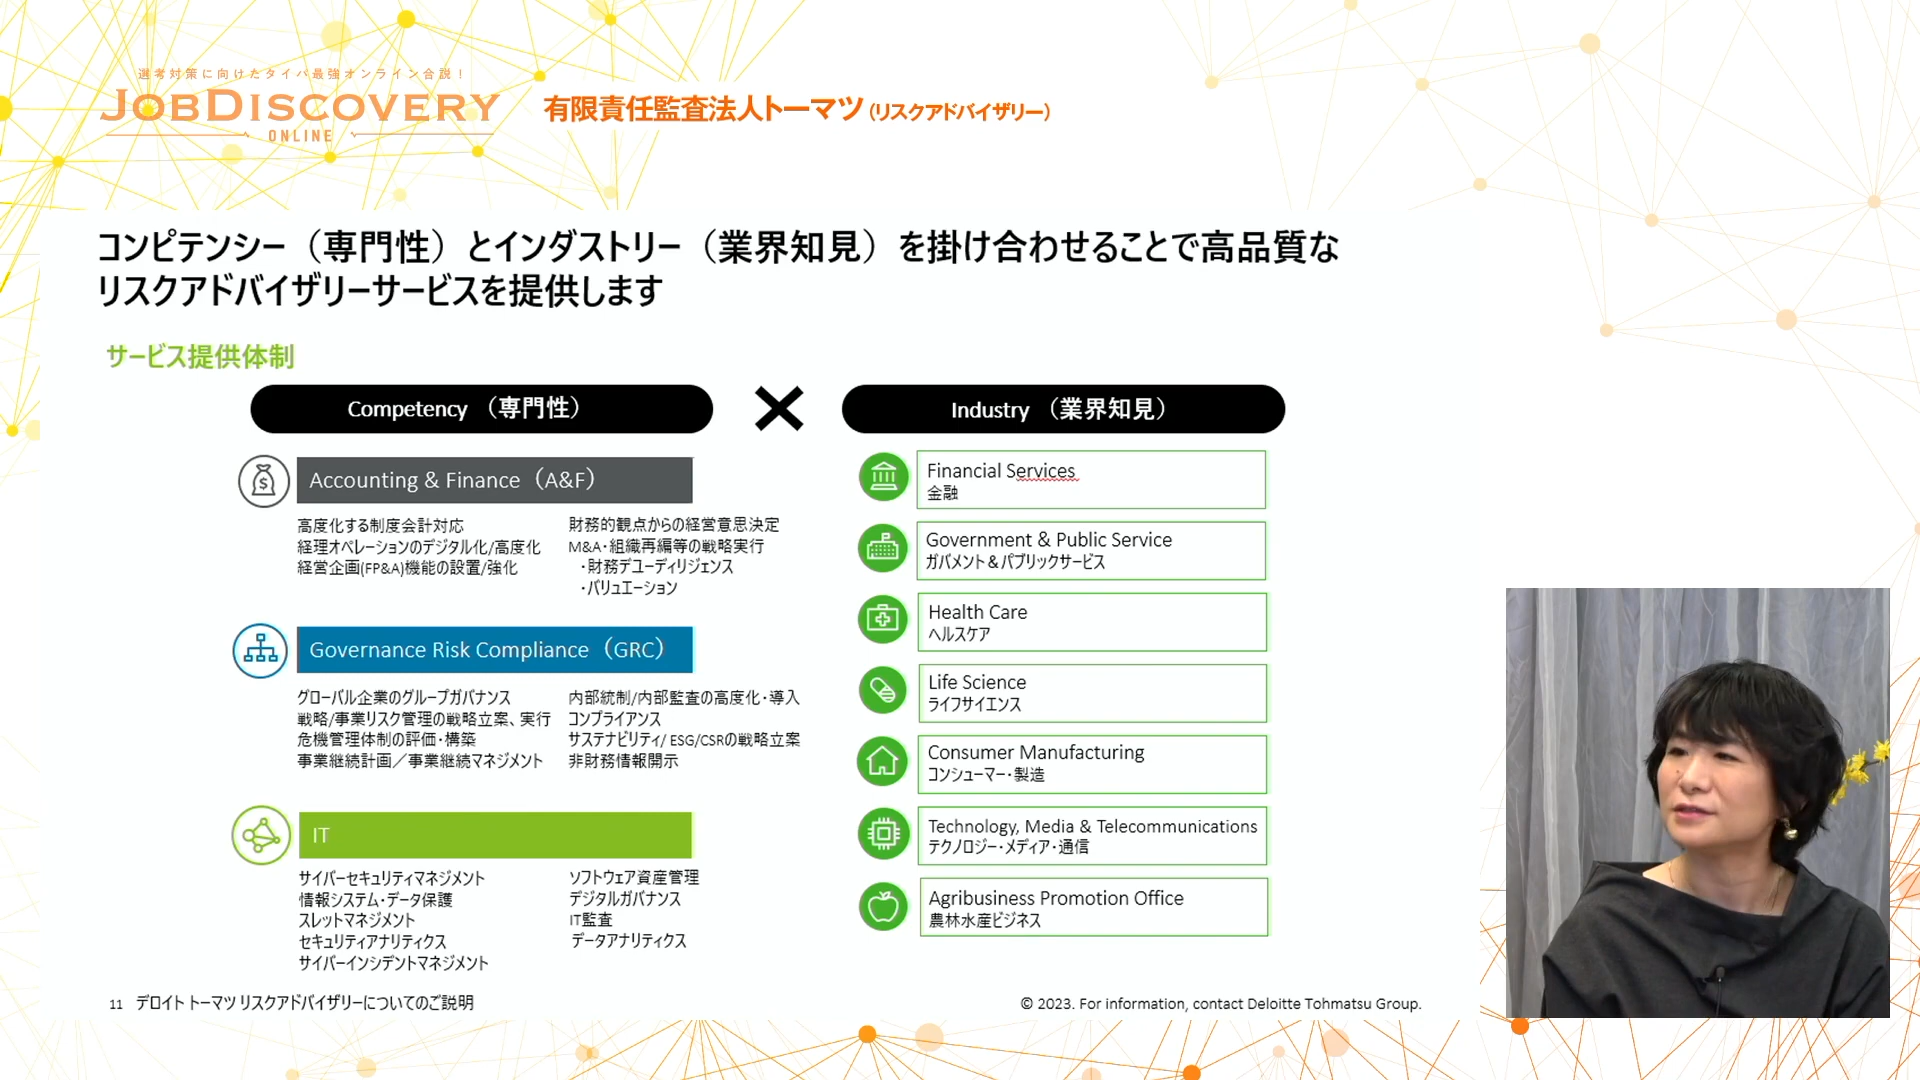 選考対策に向けたタイパ最強オンライン合説！
JOBDISCOVERY
ONLINE
有限責任監査法人トーマツ（リスクアドバイザリー）
コンピテンシー（専門性）とインダストリー（業界知見）を掛け合わせることで高品質な
リスクアドバイザリーサービスを提供します
サービス提供体制
Competency （専門性）
Industry （業界知見）
Accounting & Finance（A&F）
高度化する制度会計対応
経理オペレーションのデジタル化/高度化
経営企画(FP&A)機能の設置/強化
財務的観点からの経営意思決定
M&A・組織再編等の戦略実行
・財務デューディリジェンス
・バリュエーション
Governance Risk Compliance（GRC）
グローバル企業のグループガバナンス
戦略/事業リスク管理の戦略立案、実行
危機管理体制の評価・構築
事業継続計画／事業継続マネジメント
内部統制/内部監査の高度化・導入
コンプライアンス
サステナビリティ/ ESG/CSRの戦略立案
非財務情報開示
IT
サイバーセキュリティマネジメント
情報システム・データ保護
スレットマネジメント
セキュリティアナリティクス
サイバーインシデントマネジメント
ソフトウェア資産管理
デジタルガバナンス
IT監査
データアナリティクス
Financial Services
金融
Government & Public Service
ガバメント＆パブリックサービス
Health Care
ヘルスケア
Life Science
ライフサイエンス
Consumer Manufacturing
コンシューマー・製造
Technology, Media & Telecommunications
テクノロジー・メディア・通信
Agribusiness Promotion Office
農林水産ビジネス
11 デロイト トーマツ リスクアドバイザリーについてのご説明
© 2023. For information, contact Deloitte Tohmatsu Group.